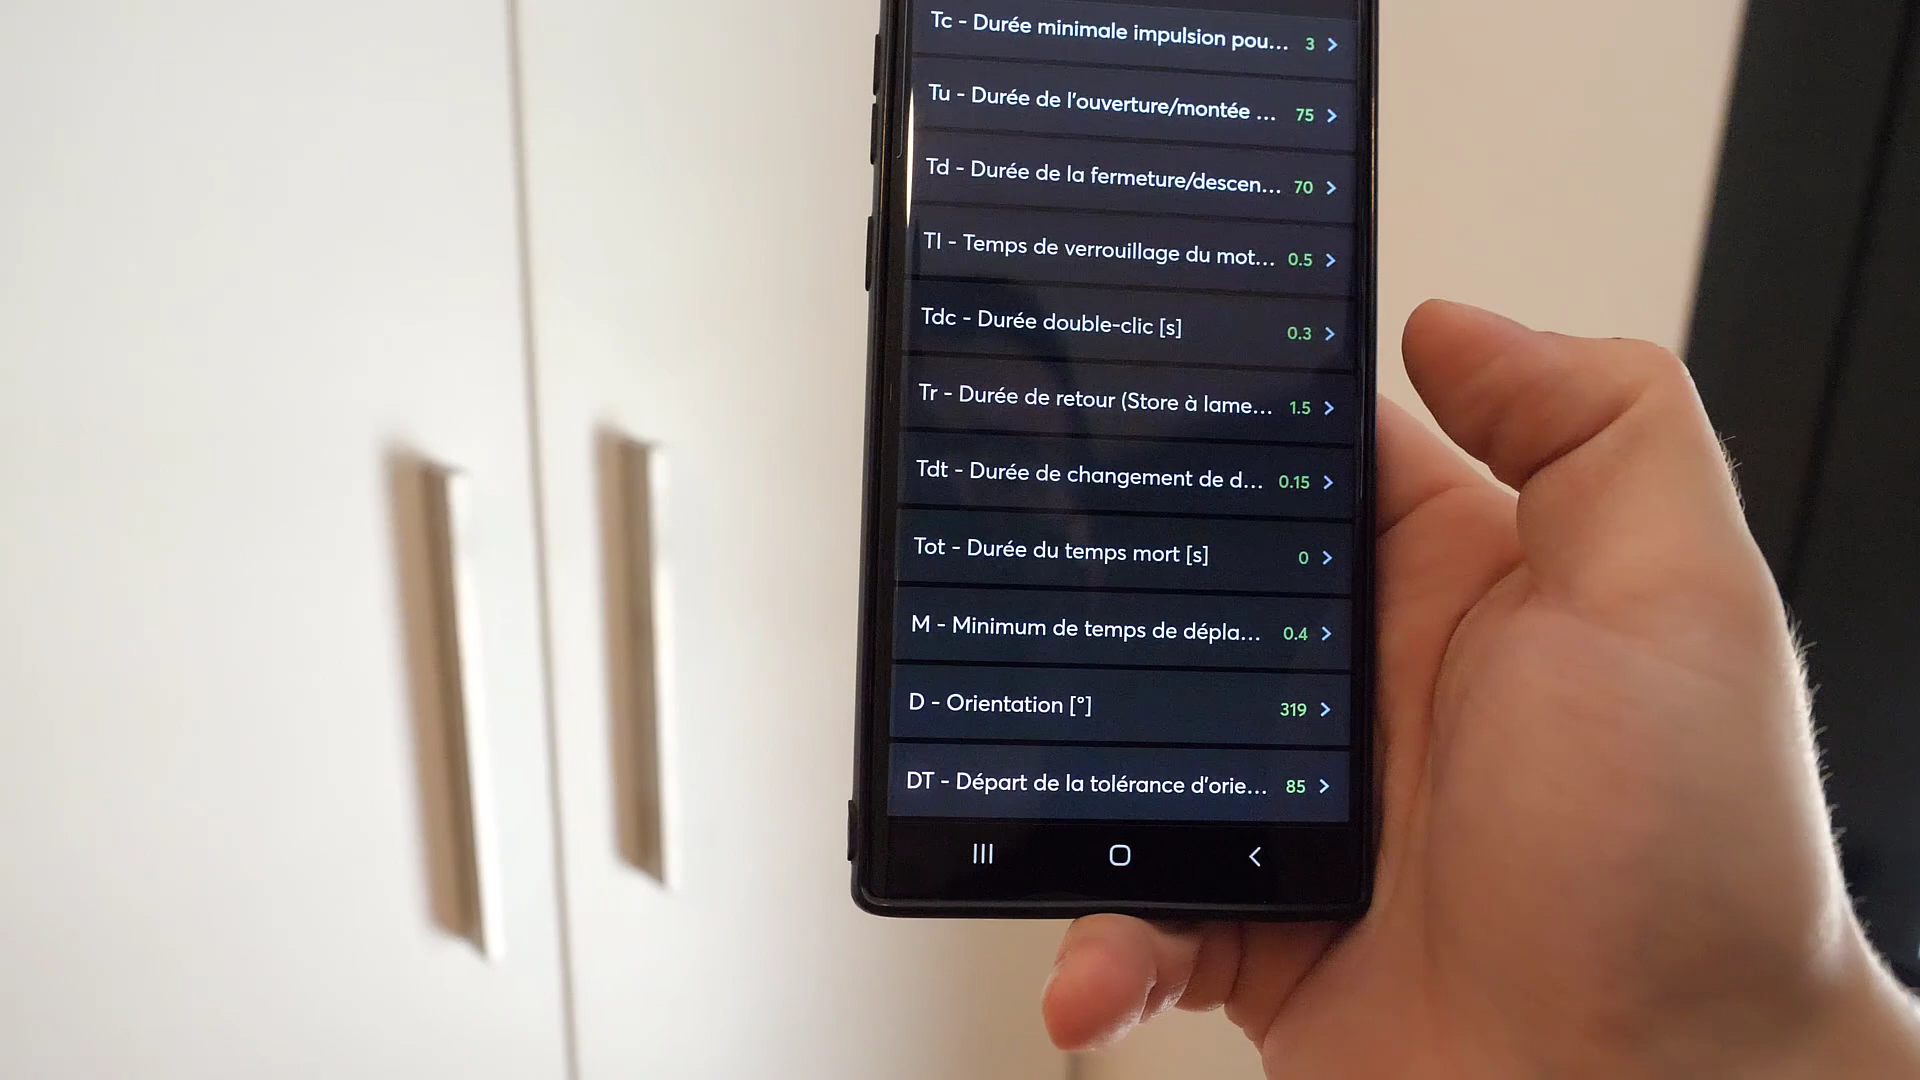 Tc - Durée minimale impulsion pou... 3
Tu - Durée de l'ouverture/montée ... 75
Td - Durée de la fermeture/descen... 70
Tl - Temps de verrouillage du mot... 0.5
Tdc - Durée double-clic [s] 0.3
Tr - Durée de retour (Store à lame... 1.5
Tdt - Durée de changement de d... 0.15
Tot - Durée du temps mort [s] 0
M - Minimum de temps de dépla... 0.4
D - Orientation [°] 319
DT - Départ de la tolérance d'orie... 85